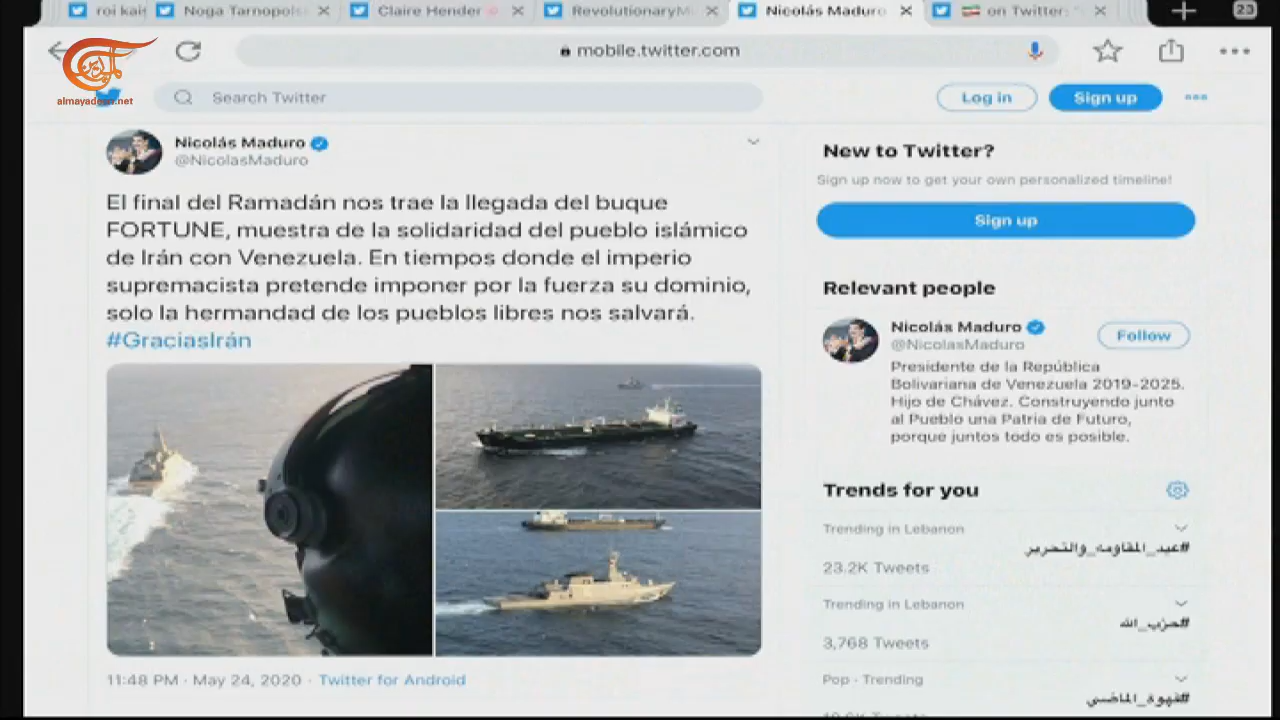 roi kais
Noga Tarnopols
Claire Hender
RevolutionaryM
Nicolás Maduro
on Twitter: "
23
mobile.twitter.com
almayadeen.net
Search Twitter
Log in
Sign up
Nicolás Maduro
@NicolasMaduro
El final del Ramadán nos trae la llegada del buque
FORTUNE, muestra de la solidaridad del pueblo islámico
de Irán con Venezuela. En tiempos donde el imperio
supremacista pretende imponer por la fuerza su dominio,
solo la hermandad de los pueblos libres nos salvará.
#GraciasIrán
11:48 PM · May 24, 2020 · Twitter for Android
New to Twitter?
Sign up now to get your own personalized timeline!
Sign up
Relevant people
Nicolás Maduro
@NicolasMaduro
Follow
Presidente de la República
Bolivariana de Venezuela 2019-2025.
Hijo de Chávez. Construyendo junto
al Pueblo una Patria de Futuro,
porque juntos todo es posible.
Trends for you
Trending in Lebanon
#عيد_المقاومه_والتحرير
23.2K Tweets
Trending in Lebanon
#حزب_الله
3,768 Tweets
Pop · Trending
#قهوة_الماضي